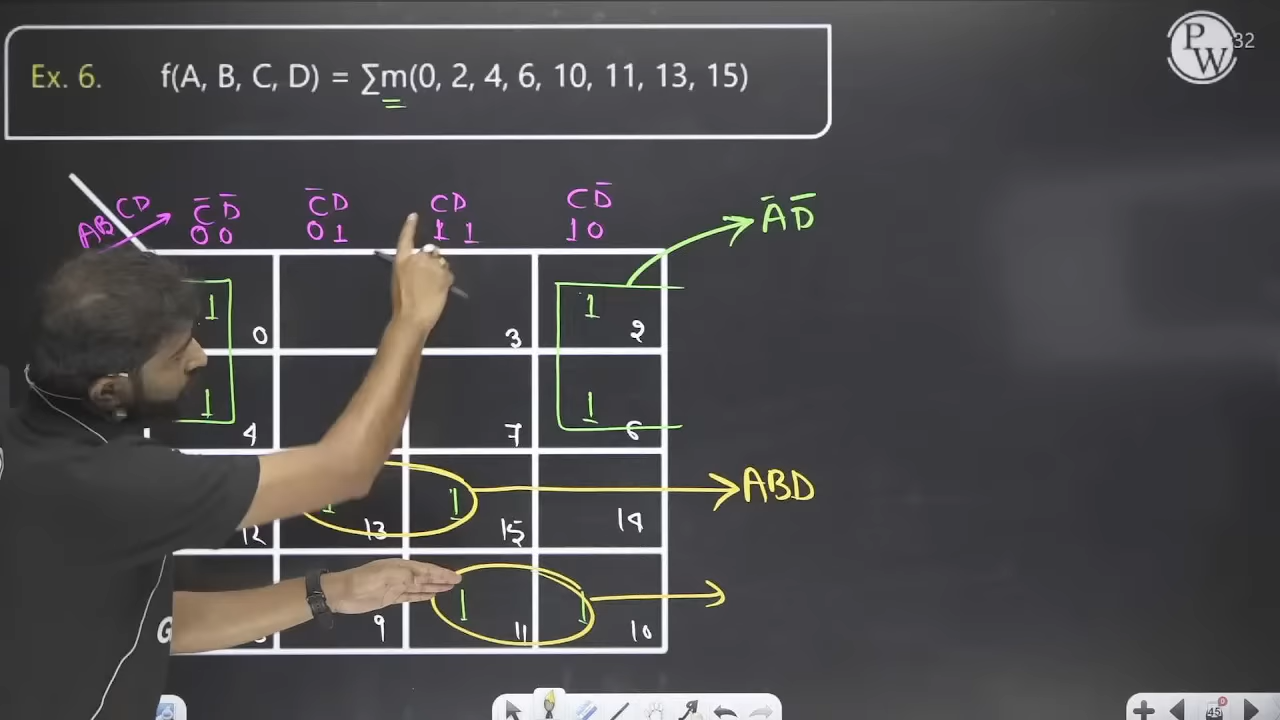 Ex. 6. f(A, B, C, D) = ∑m(0, 2, 4, 6, 10, 11, 13, 15)
PW
32
AB CD
C̅D̅ C̅D CD CD̅
00 01 11 10
A̅D̅
1 0 3 1 2
1 4 7 1 6
1 1 ABD
12 13 15 14
1 1
9 11 10
G
45